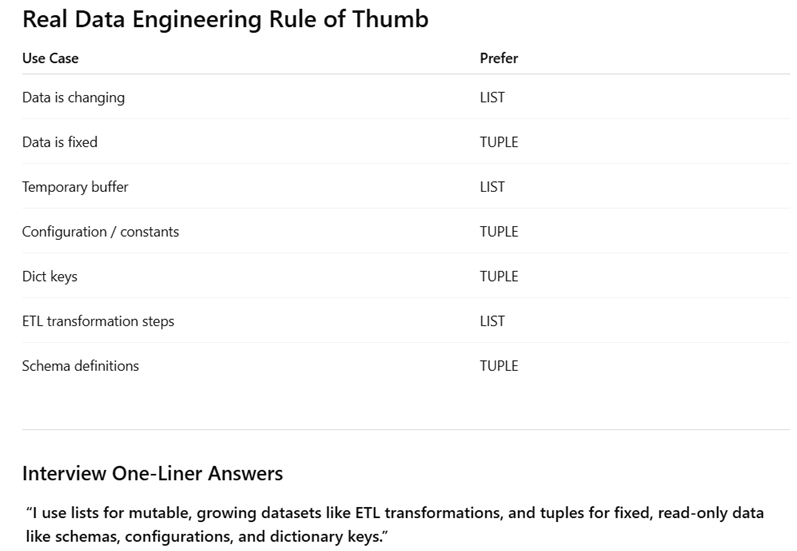 Real Data Engineering Rule of Thumb
Use Case Prefer
Data is changing LIST
Data is fixed TUPLE
Temporary buffer LIST
Configuration / constants TUPLE
Dict keys TUPLE
ETL transformation steps LIST
Schema definitions TUPLE
Interview One-Liner Answers
“I use lists for mutable, growing datasets like ETL transformations, and tuples for fixed, read-only data
like schemas, configurations, and dictionary keys.”